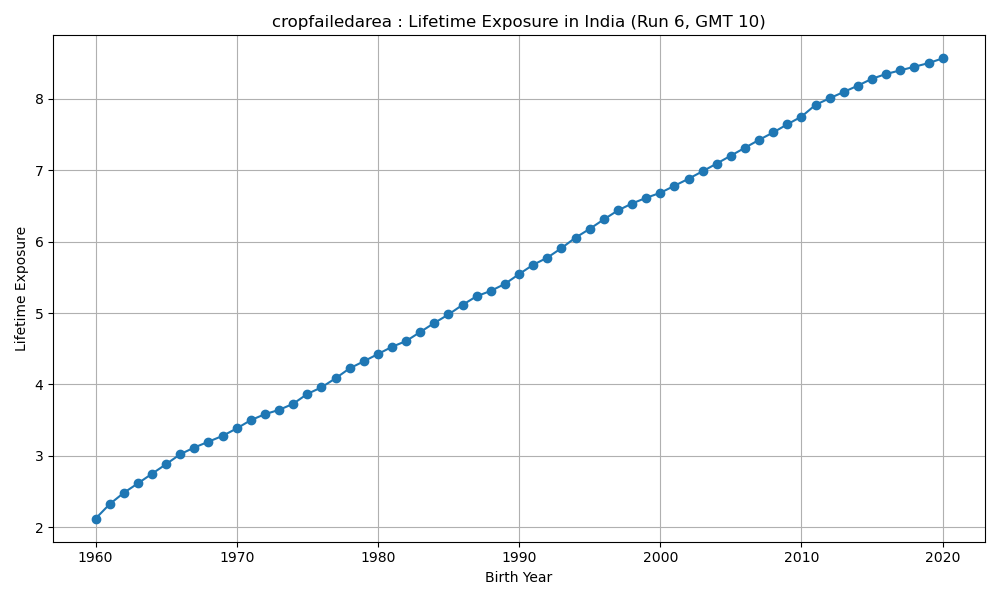 cropfailedarea : Lifetime Exposure in India (Run 6, GMT 10)
Lifetime Exposure
8
7
6
5
4
3
2
1960 1970 1980 1990 2000 2010 2020
Birth Year